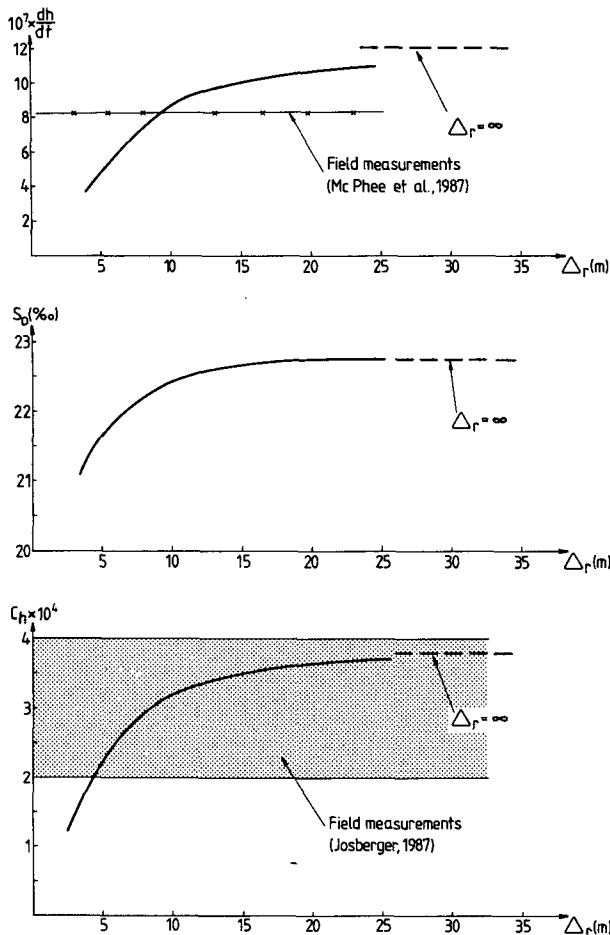 10⁷×dh/dt
12
10
8
6
4
2
Δr=∞
Field measurements
(Mc Phee et al., 1987)
5 10 15 20 25 30 35 Δr(m)
S₀(‰)
23
22
21
20
Δr=∞
5 10 15 20 25 30 35 Δr(m)
Cₕ×10⁴
4
3
2
1
Δr=∞
Field measurements
(Josberger, 1987)
5 10 15 20 25 30 35 Δr(m)